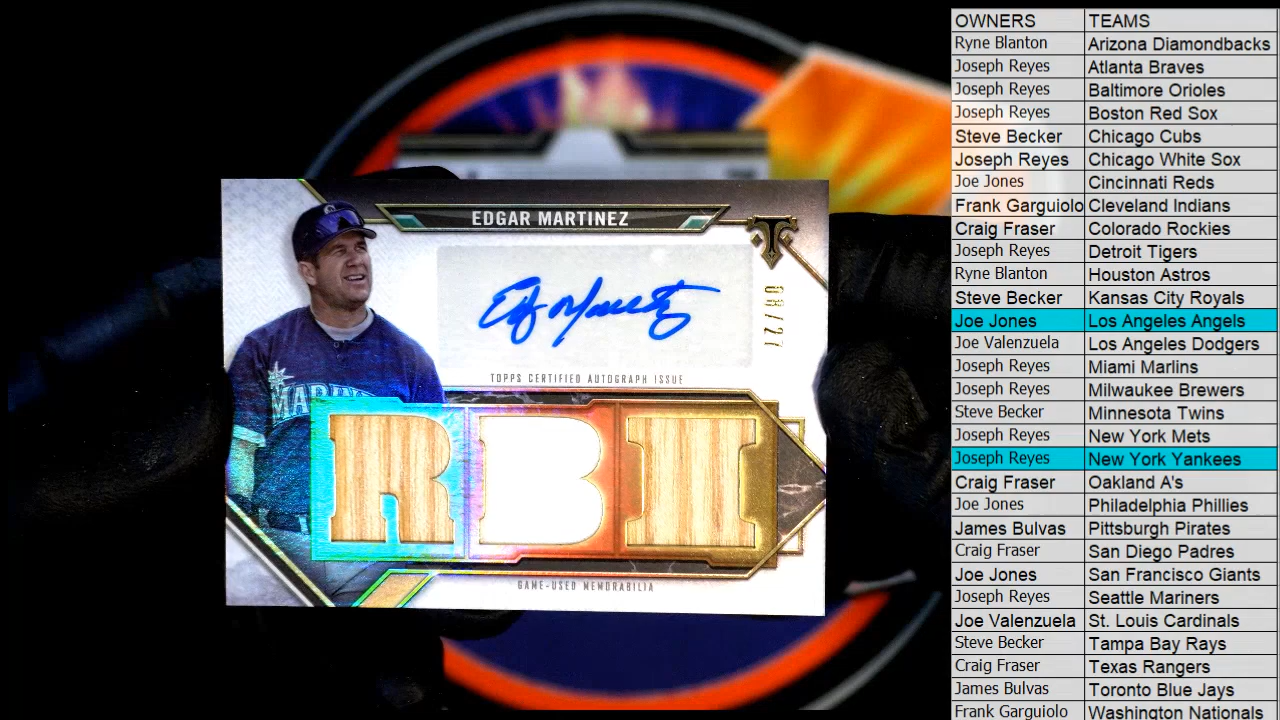 EDGAR MARTINEZ
Edgar Martinez
08/27
TOPPS CERTIFIED AUTOGRAPH ISSUE
MARIN
RBI
GAME-USED MEMORABILIA
OWNERS TEAMS
Ryne Blanton Arizona Diamondbacks
Joseph Reyes Atlanta Braves
Joseph Reyes Baltimore Orioles
Joseph Reyes Boston Red Sox
Steve Becker Chicago Cubs
Joseph Reyes Chicago White Sox
Joe Jones Cincinnati Reds
Frank Garguiolo Cleveland Indians
Craig Fraser Colorado Rockies
Joseph Reyes Detroit Tigers
Ryne Blanton Houston Astros
Steve Becker Kansas City Royals
Joe Jones Los Angeles Angels
Joe Valenzuela Los Angeles Dodgers
Joseph Reyes Miami Marlins
Joseph Reyes Milwaukee Brewers
Steve Becker Minnesota Twins
Joseph Reyes New York Mets
Joseph Reyes New York Yankees
Craig Fraser Oakland A's
Joe Jones Philadelphia Phillies
James Bulvas Pittsburgh Pirates
Craig Fraser San Diego Padres
Joe Jones San Francisco Giants
Joseph Reyes Seattle Mariners
Joe Valenzuela St. Louis Cardinals
Steve Becker Tampa Bay Rays
Craig Fraser Texas Rangers
James Bulvas Toronto Blue Jays
Frank Garguiolo Washington Nationals